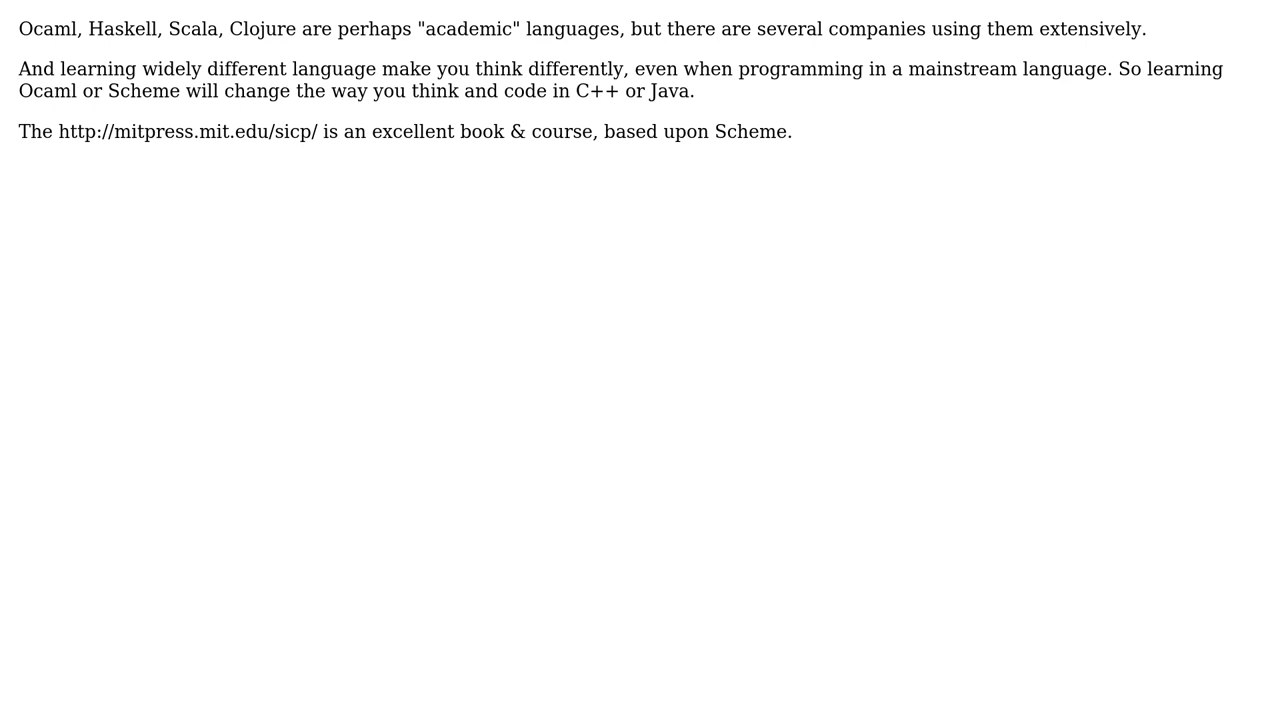 Ocaml, Haskell, Scala, Clojure are perhaps "academic" languages, but there are several companies using them extensively.
And learning widely different language make you think differently, even when programming in a mainstream language. So learning
Ocaml or Scheme will change the way you think and code in C++ or Java.
The http://mitpress.mit.edu/sicp/ is an excellent book & course, based upon Scheme.